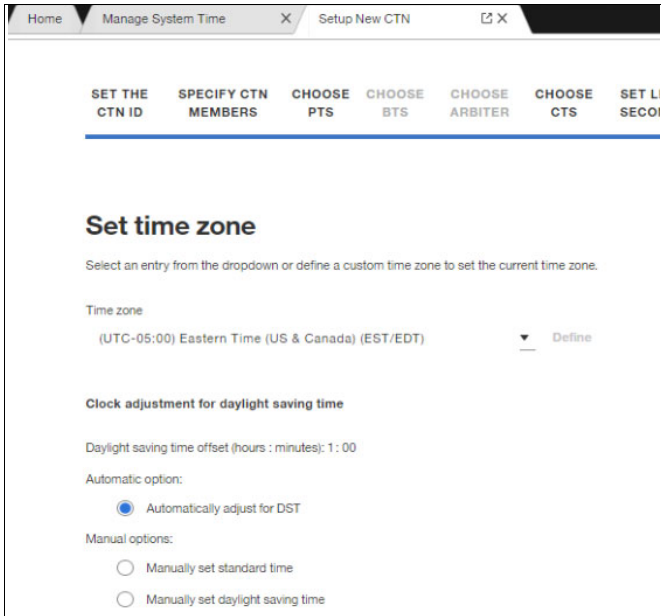 Home Manage System Time Setup New CTN
SET THE SPECIFY CTN CHOOSE CHOOSE CHOOSE CHOOSE
CTN ID MEMBERS PTS BTS ARBITER CTS
Set time zone
Select an entry from the dropdown or define a custom time zone to set the current time zone.
Time zone
(UTC-05:00) Eastern Time (US & Canada) (EST/EDT) Define
Clock adjustment for daylight saving time
Daylight saving time offset (hours : minutes): 1 : 00
Automatic option:
Automatically adjust for DST
Manual options:
Manually set standard time
Manually set daylight saving time